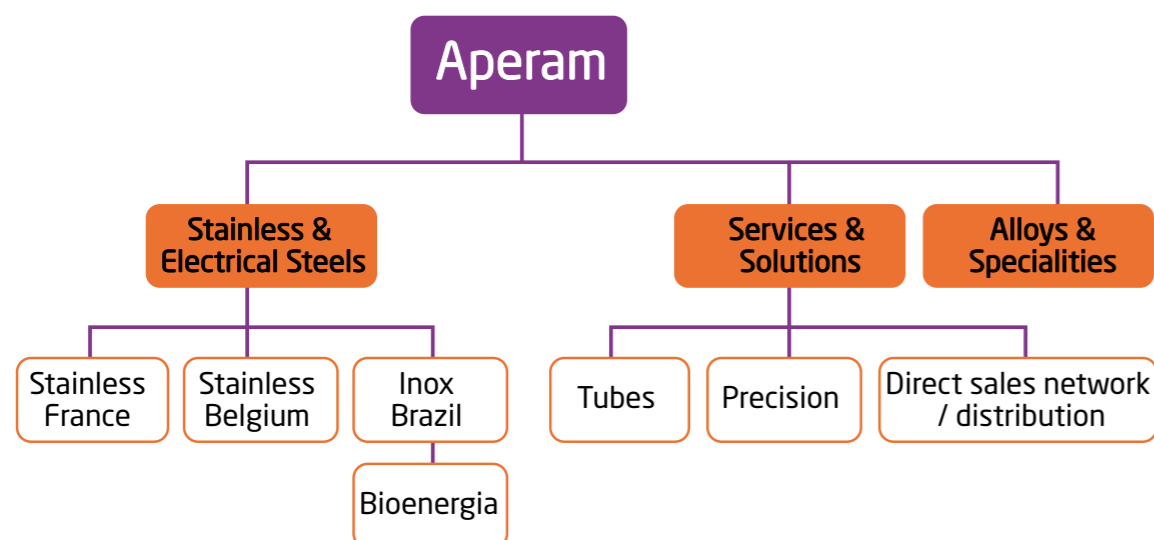 Aperam
Stainless &
Electrical Steels
Services &
Solutions
Alloys &
Specialities
Stainless
France
Stainless
Belgium
Inox
Brazil
Tubes
Precision
Direct sales network
/ distribution
Bioenergia